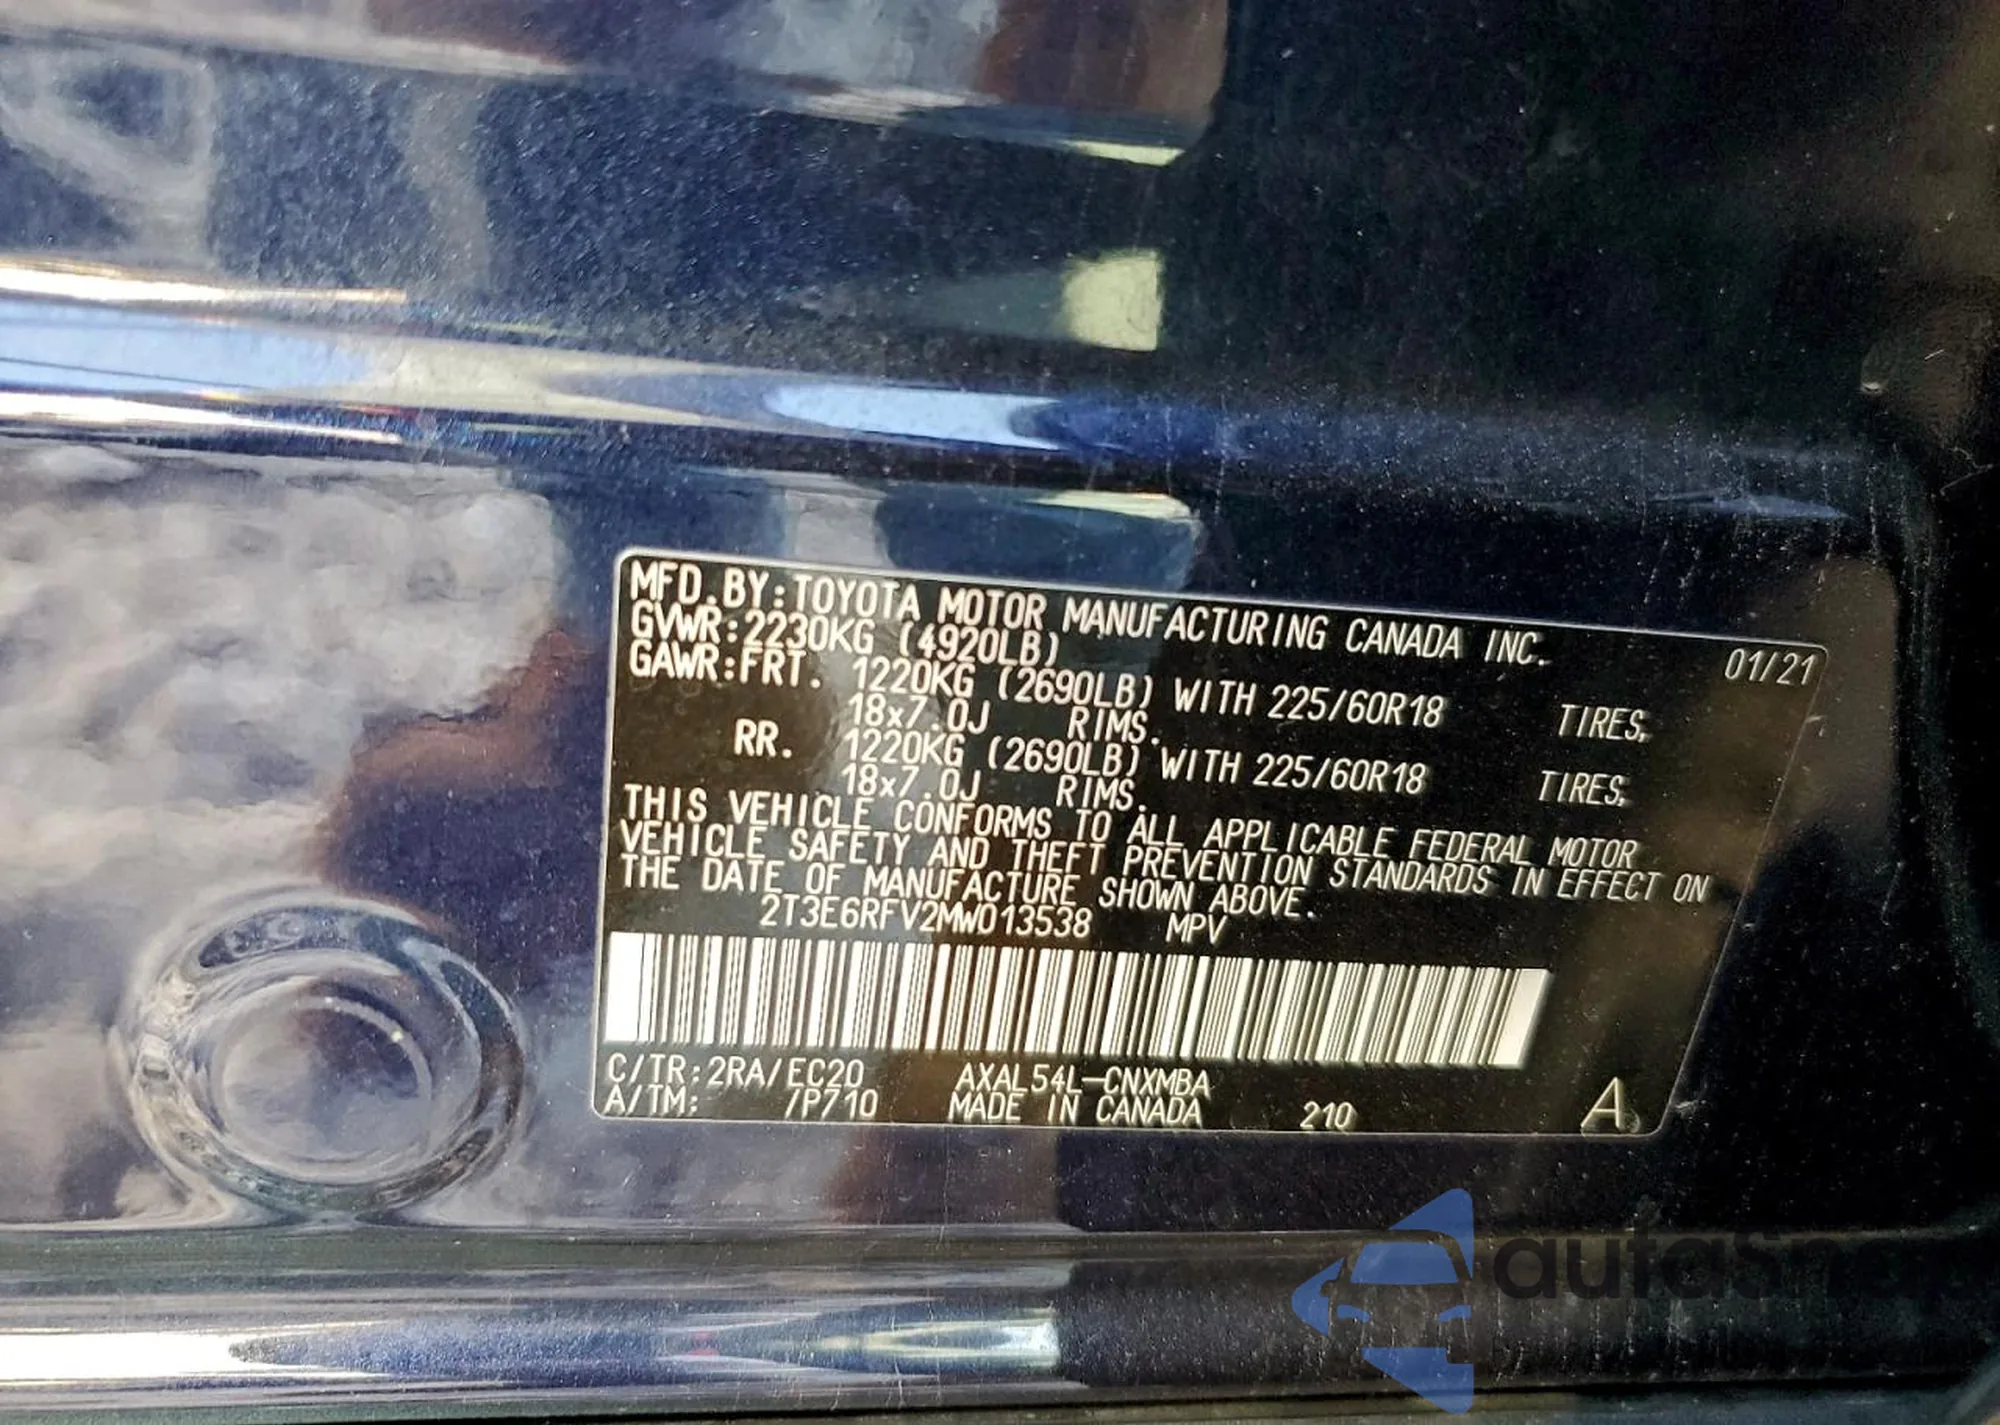 MFD.BY:TOYOTA MOTOR MANUFACTURING CANADA INC. 01/21
GVWR:2230KG (4920LB)
GAWR:FRT. 1220KG (2690LB) WITH 225/60R18 TIRES,
18x7.0J RIMS.
RR. 1220KG (2690LB) WITH 225/60R18 TIRES,
18x7.0J RIMS.
THIS VEHICLE CONFORMS TO ALL APPLICABLE FEDERAL MOTOR
VEHICLE SAFETY AND THEFT PREVENTION STANDARDS IN EFFECT ON
THE DATE OF MANUFACTURE SHOWN ABOVE.
2T3E6RFV2MW013538 MPV
C/TR:2RA/EC20 AXAL54L-CNXMBA
A/TM: /P710 MADE IN CANADA 210 A
autoSna